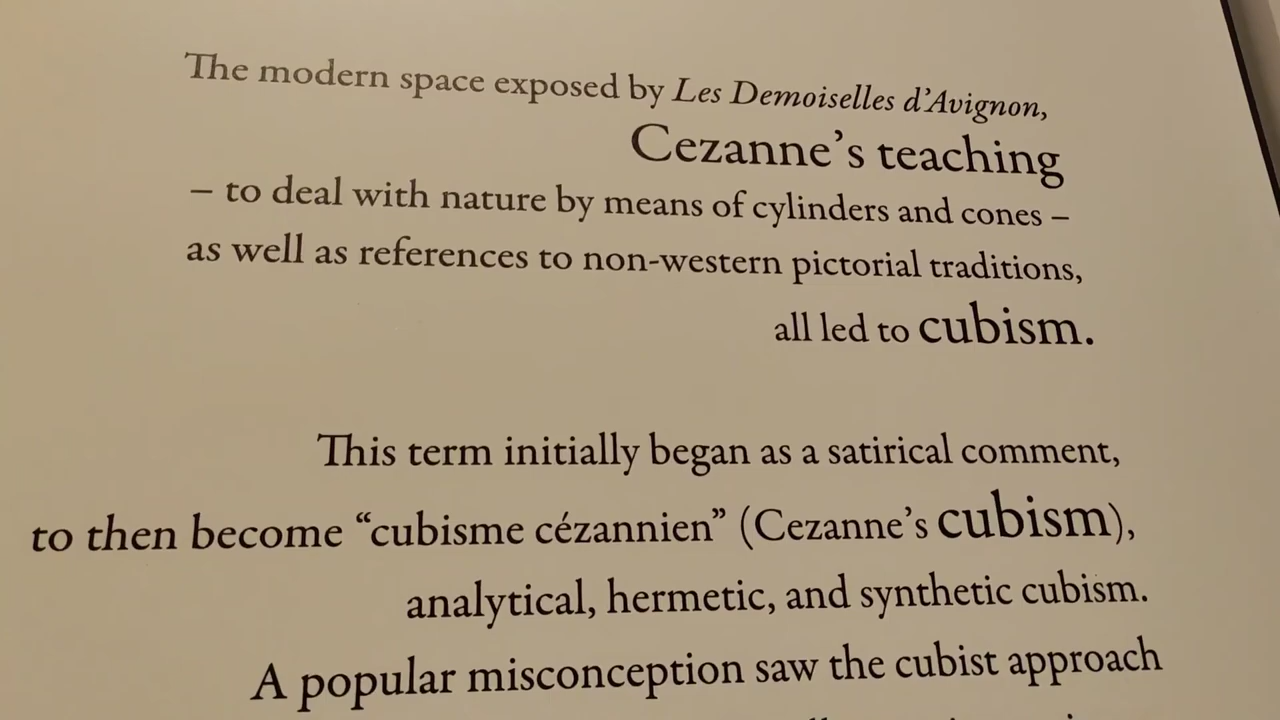 The modern space exposed by Les Demoiselles d’Avignon,
Cezanne’s teaching
– to deal with nature by means of cylinders and cones –
as well as references to non-western pictorial traditions,
all led to cubism.
This term initially began as a satirical comment,
to then become “cubisme cézannien” (Cezanne’s cubism),
analytical, hermetic, and synthetic cubism.
A popular misconception saw the cubist approach